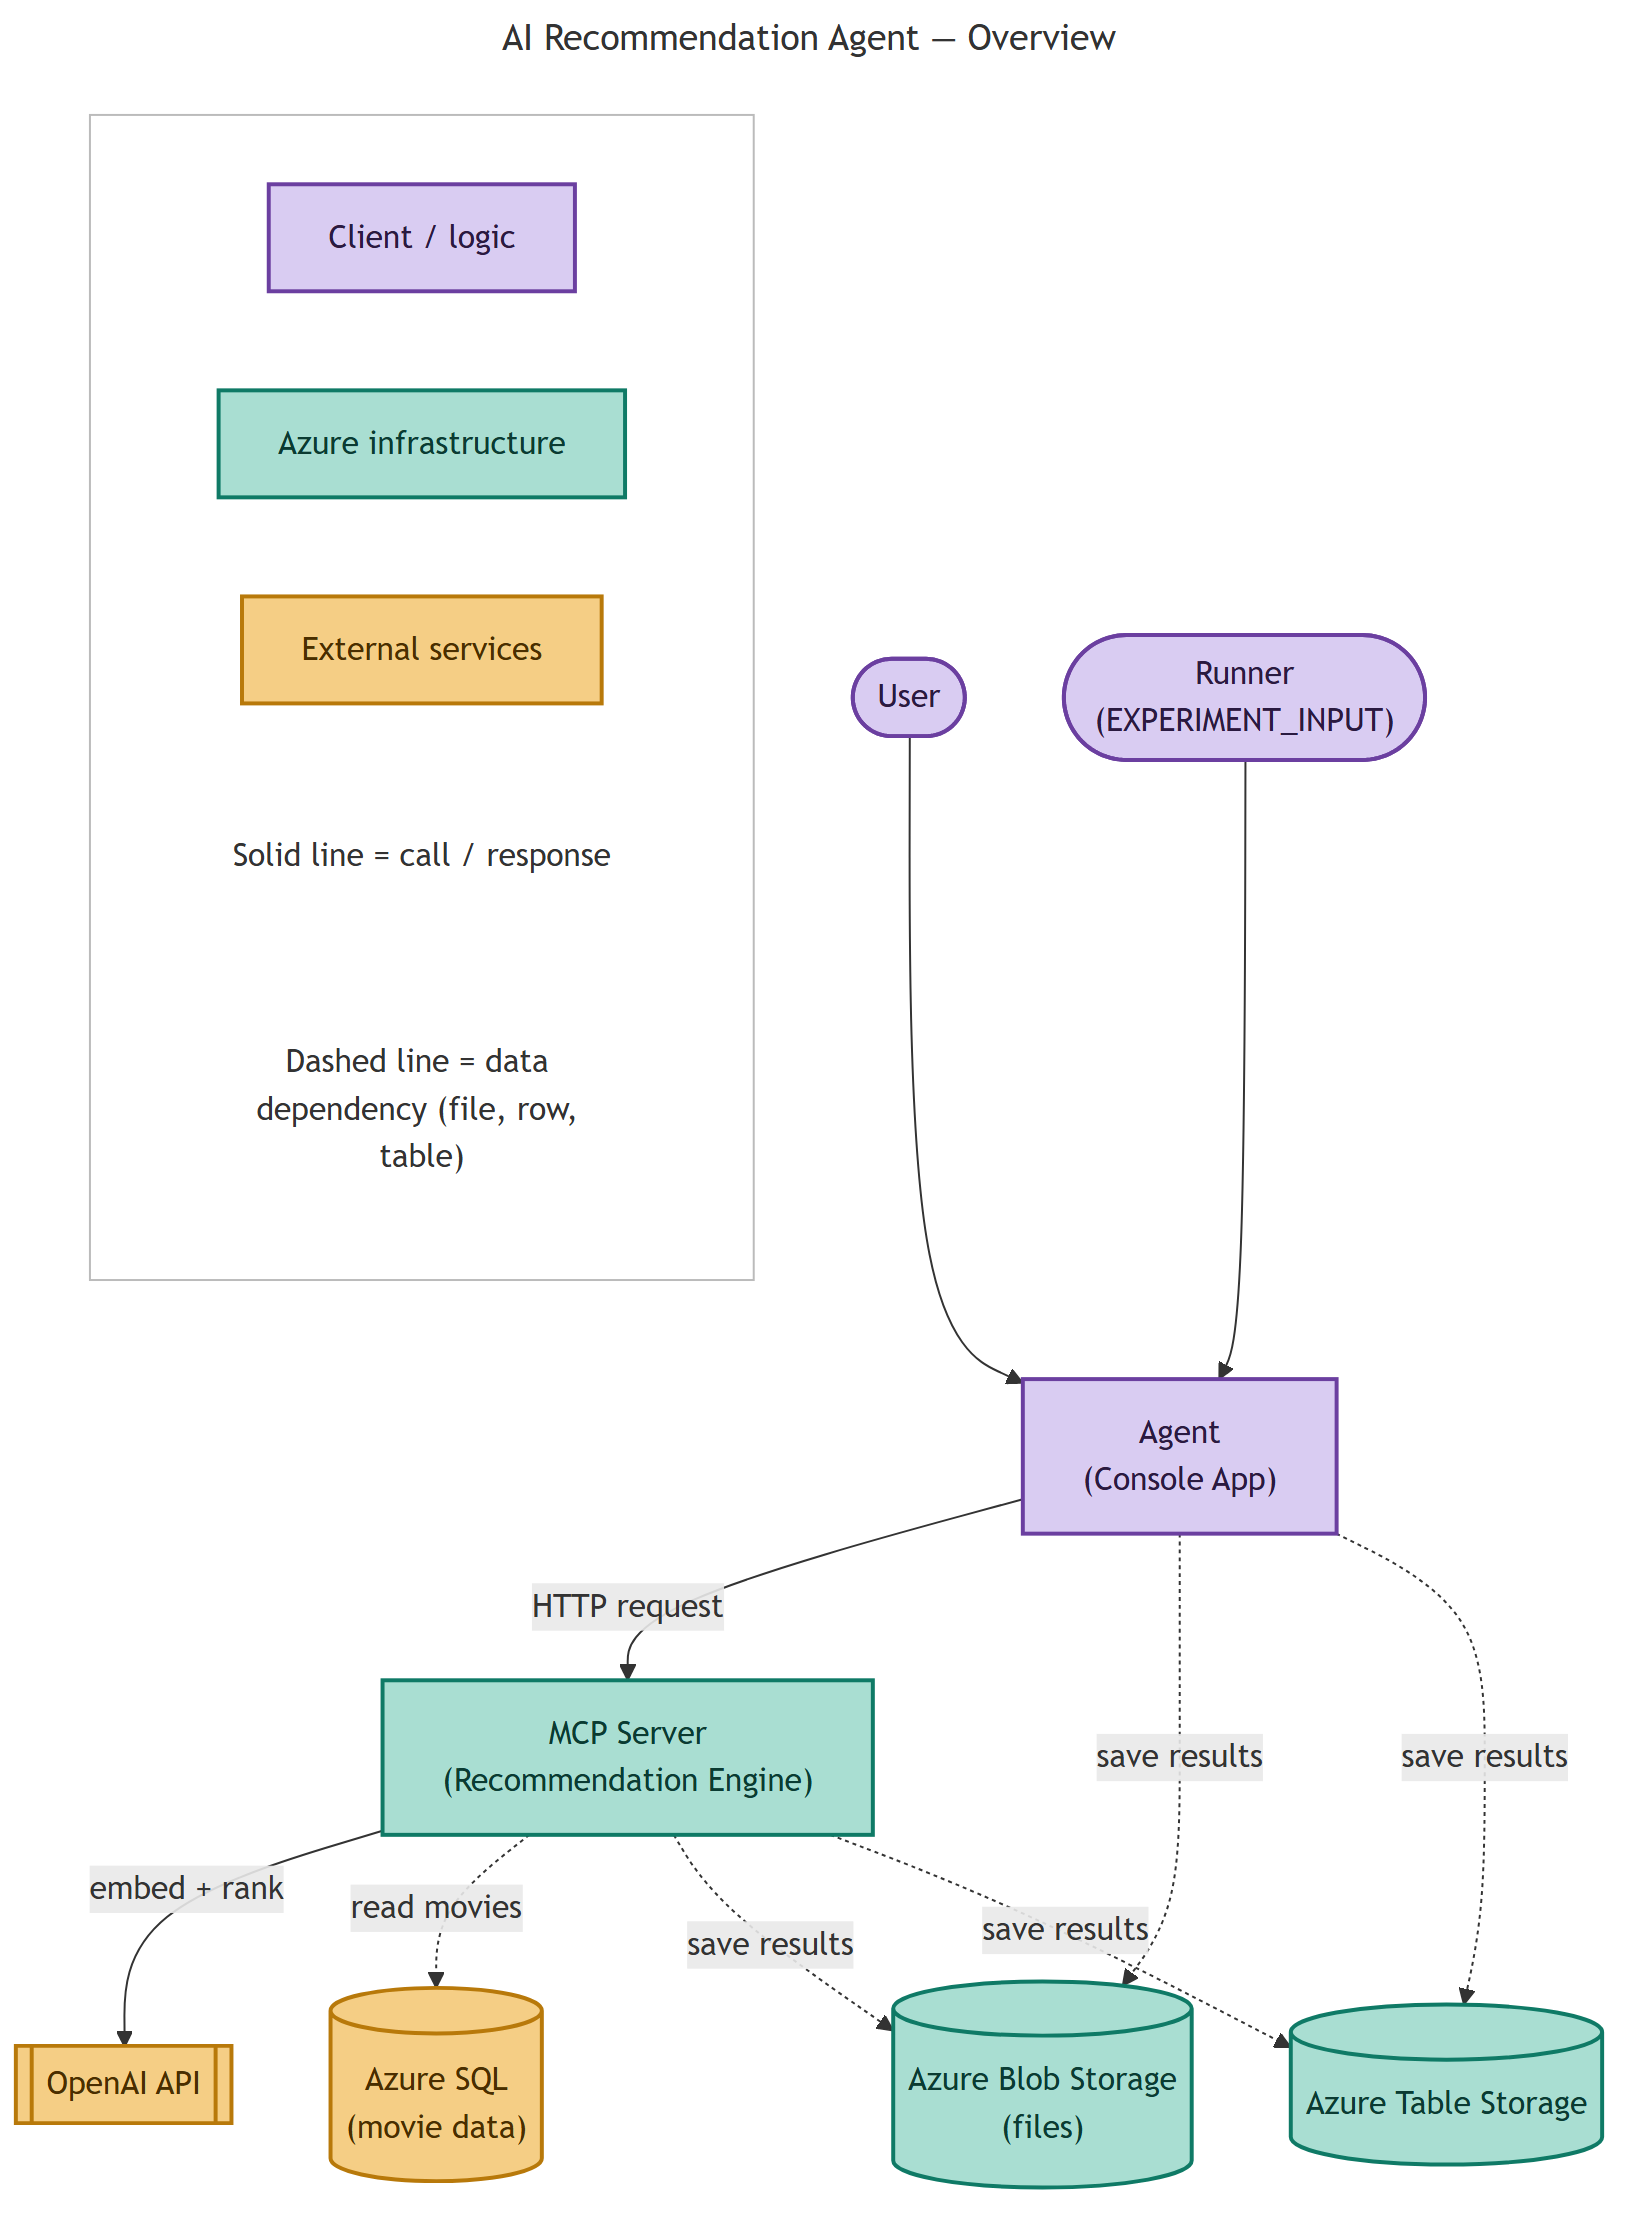 AI Recommendation Agent — Overview
Client / logic
Azure infrastructure
External services
Solid line = call / response
Dashed line = data
dependency (file, row,
table)
User
Runner
(EXPERIMENT_INPUT)
Agent
(Console App)
HTTP request
MCP Server
(Recommendation Engine)
save results
save results
embed + rank
read movies
save results
save results
OpenAI API
Azure SQL
(movie data)
Azure Blob Storage
(files)
Azure Table Storage